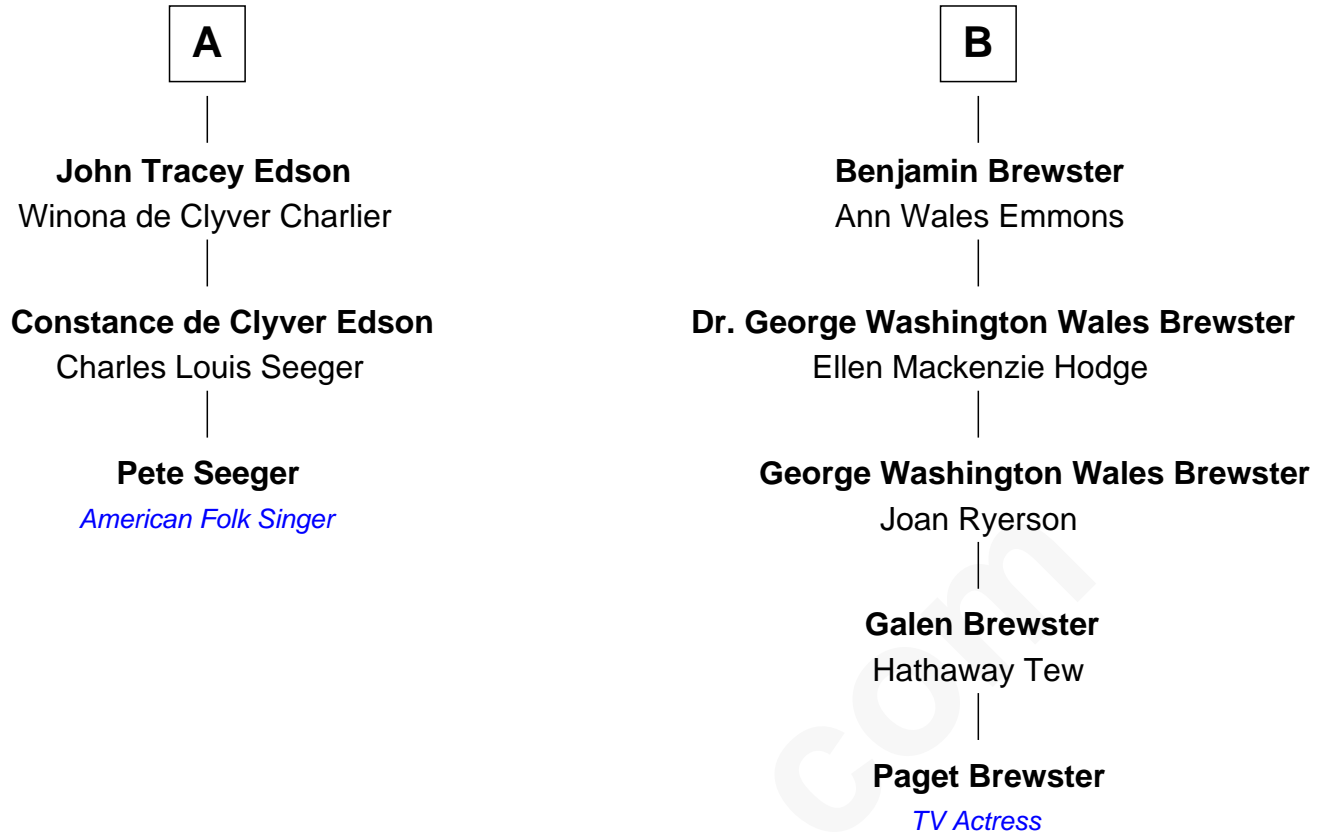 A
John Tracey Edson
Winona de Clyver Charlier
Constance de Clyver Edson
Charles Louis Seeger
Pete Seeger
American Folk Singer
B
Benjamin Brewster
Ann Wales Emmons
Dr. George Washington Wales Brewster
Ellen Mackenzie Hodge
George Washington Wales Brewster
Joan Ryerson
Galen Brewster
Hathaway Tew
Paget Brewster
TV Actress
com